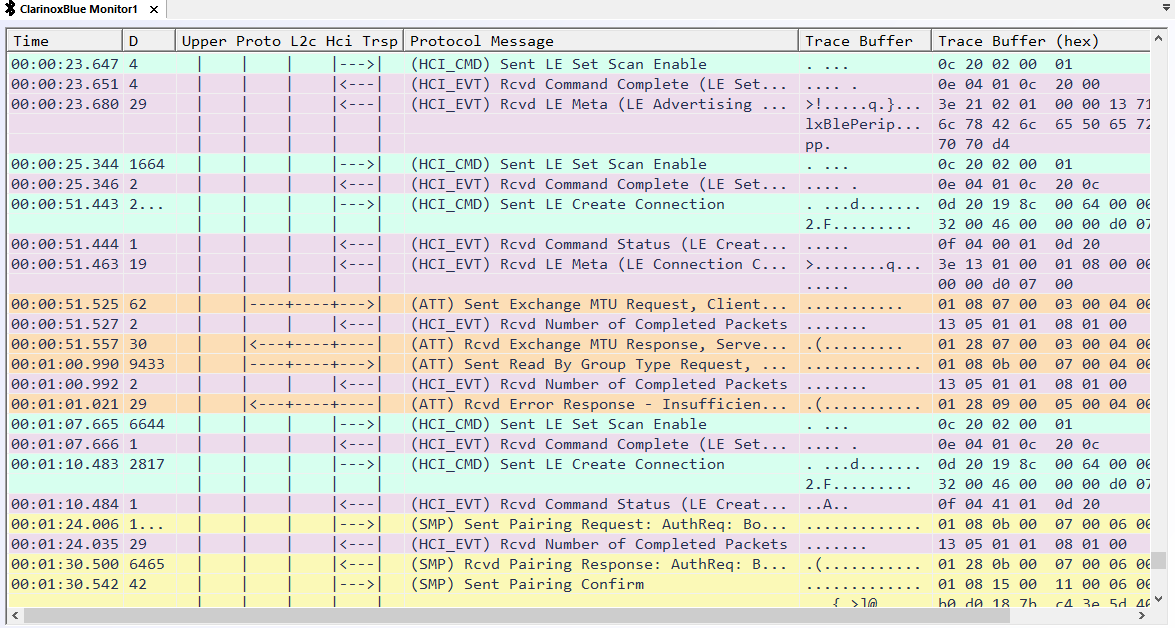 ClarinoxBlue Monitor1
Time D Upper Proto L2c Hci Trsp Protocol Message Trace Buffer Trace Buffer (hex)
00:00:23.647 4 | | | |--->| (HCI_CMD) Sent LE Set Scan Enable . ... 0c 20 02 00 01
00:00:23.651 4 | | | |<---| (HCI_EVT) Rcvd Command Complete (LE Set... .... . 0e 04 01 0c 20 00
00:00:23.680 29 | | | |<---| (HCI_EVT) Rcvd LE Meta (LE Advertising ... >!.....q.}... 3e 21 02 01 00 00 13 71
| | | | | lxBlePerip... 6c 78 42 6c 65 50 65 72
| | | | | pp. 70 70 d4
00:00:25.344 1664 | | | |--->| (HCI_CMD) Sent LE Set Scan Enable . ... 0c 20 02 00 01
00:00:25.346 2 | | | |<---| (HCI_EVT) Rcvd Command Complete (LE Set... .... . 0e 04 01 0c 20 0c
00:00:51.443 2... | | | |--->| (HCI_CMD) Sent LE Create Connection . ...d....... 0d 20 19 8c 00 64 00 00
| | | | | 2.F......... 32 00 46 00 00 00 d0 07
00:00:51.444 1 | | | |<---| (HCI_EVT) Rcvd Command Status (LE Creat... ..... 0f 04 00 01 0d 20
00:00:51.463 19 | | | |<---| (HCI_EVT) Rcvd LE Meta (LE Connection C... >........q... 3e 13 01 00 01 08 00 00
| | | | | ..... 00 00 d0 07 00
00:00:51.525 62 | |----+----+--->| (ATT) Sent Exchange MTU Request, Client... ........... 01 08 07 00 03 00 04 00
00:00:51.527 2 | | | |<---| (HCI_EVT) Rcvd Number of Completed Packets ....... 13 05 01 01 08 01 00
00:00:51.557 30 | |<---+----+----| (ATT) Rcvd Exchange MTU Response, Serve... .(......... 01 28 07 00 03 00 04 00
00:01:00.990 9433 | |----+----+--->| (ATT) Sent Read By Group Type Request, ... ............. 01 08 0b 00 07 00 04 00
00:01:00.992 2 | | | |<---| (HCI_EVT) Rcvd Number of Completed Packets ....... 13 05 01 01 08 01 00
00:01:01.021 29 | |<---+----+----| (ATT) Rcvd Error Response - Insufficien... .(........... 01 28 09 00 05 00 04 00
00:01:07.665 6644 | | | |--->| (HCI_CMD) Sent LE Set Scan Enable . ... 0c 20 02 00 01
00:01:07.666 1 | | | |<---| (HCI_EVT) Rcvd Command Complete (LE Set... .... . 0e 04 01 0c 20 0c
00:01:10.483 2817 | | | |--->| (HCI_CMD) Sent LE Create Connection . ...d....... 0d 20 19 8c 00 64 00 00
| | | | | 2.F......... 32 00 46 00 00 00 d0 07
00:01:10.484 1 | | | |<---| (HCI_EVT) Rcvd Command Status (LE Creat... ..A.. 0f 04 41 01 0d 20
00:01:24.006 1... | | | |--->| (SMP) Sent Pairing Request: AuthReq: Bo... ............. 01 08 0b 00 07 00 06 00
00:01:24.035 29 | | | |<---| (HCI_EVT) Rcvd Number of Completed Packets ....... 13 05 01 01 08 01 00
00:01:30.500 6465 | | | |<---| (SMP) Rcvd Pairing Response: AuthReq: B... .(........... 01 28 0b 00 07 00 06 00
00:01:30.542 42 | | | |--->| (SMP) Sent Pairing Confirm ............. 01 08 15 00 11 00 06 00
| | | | | {.>]@ b0 d0 18 7b c4 3e 5d 40